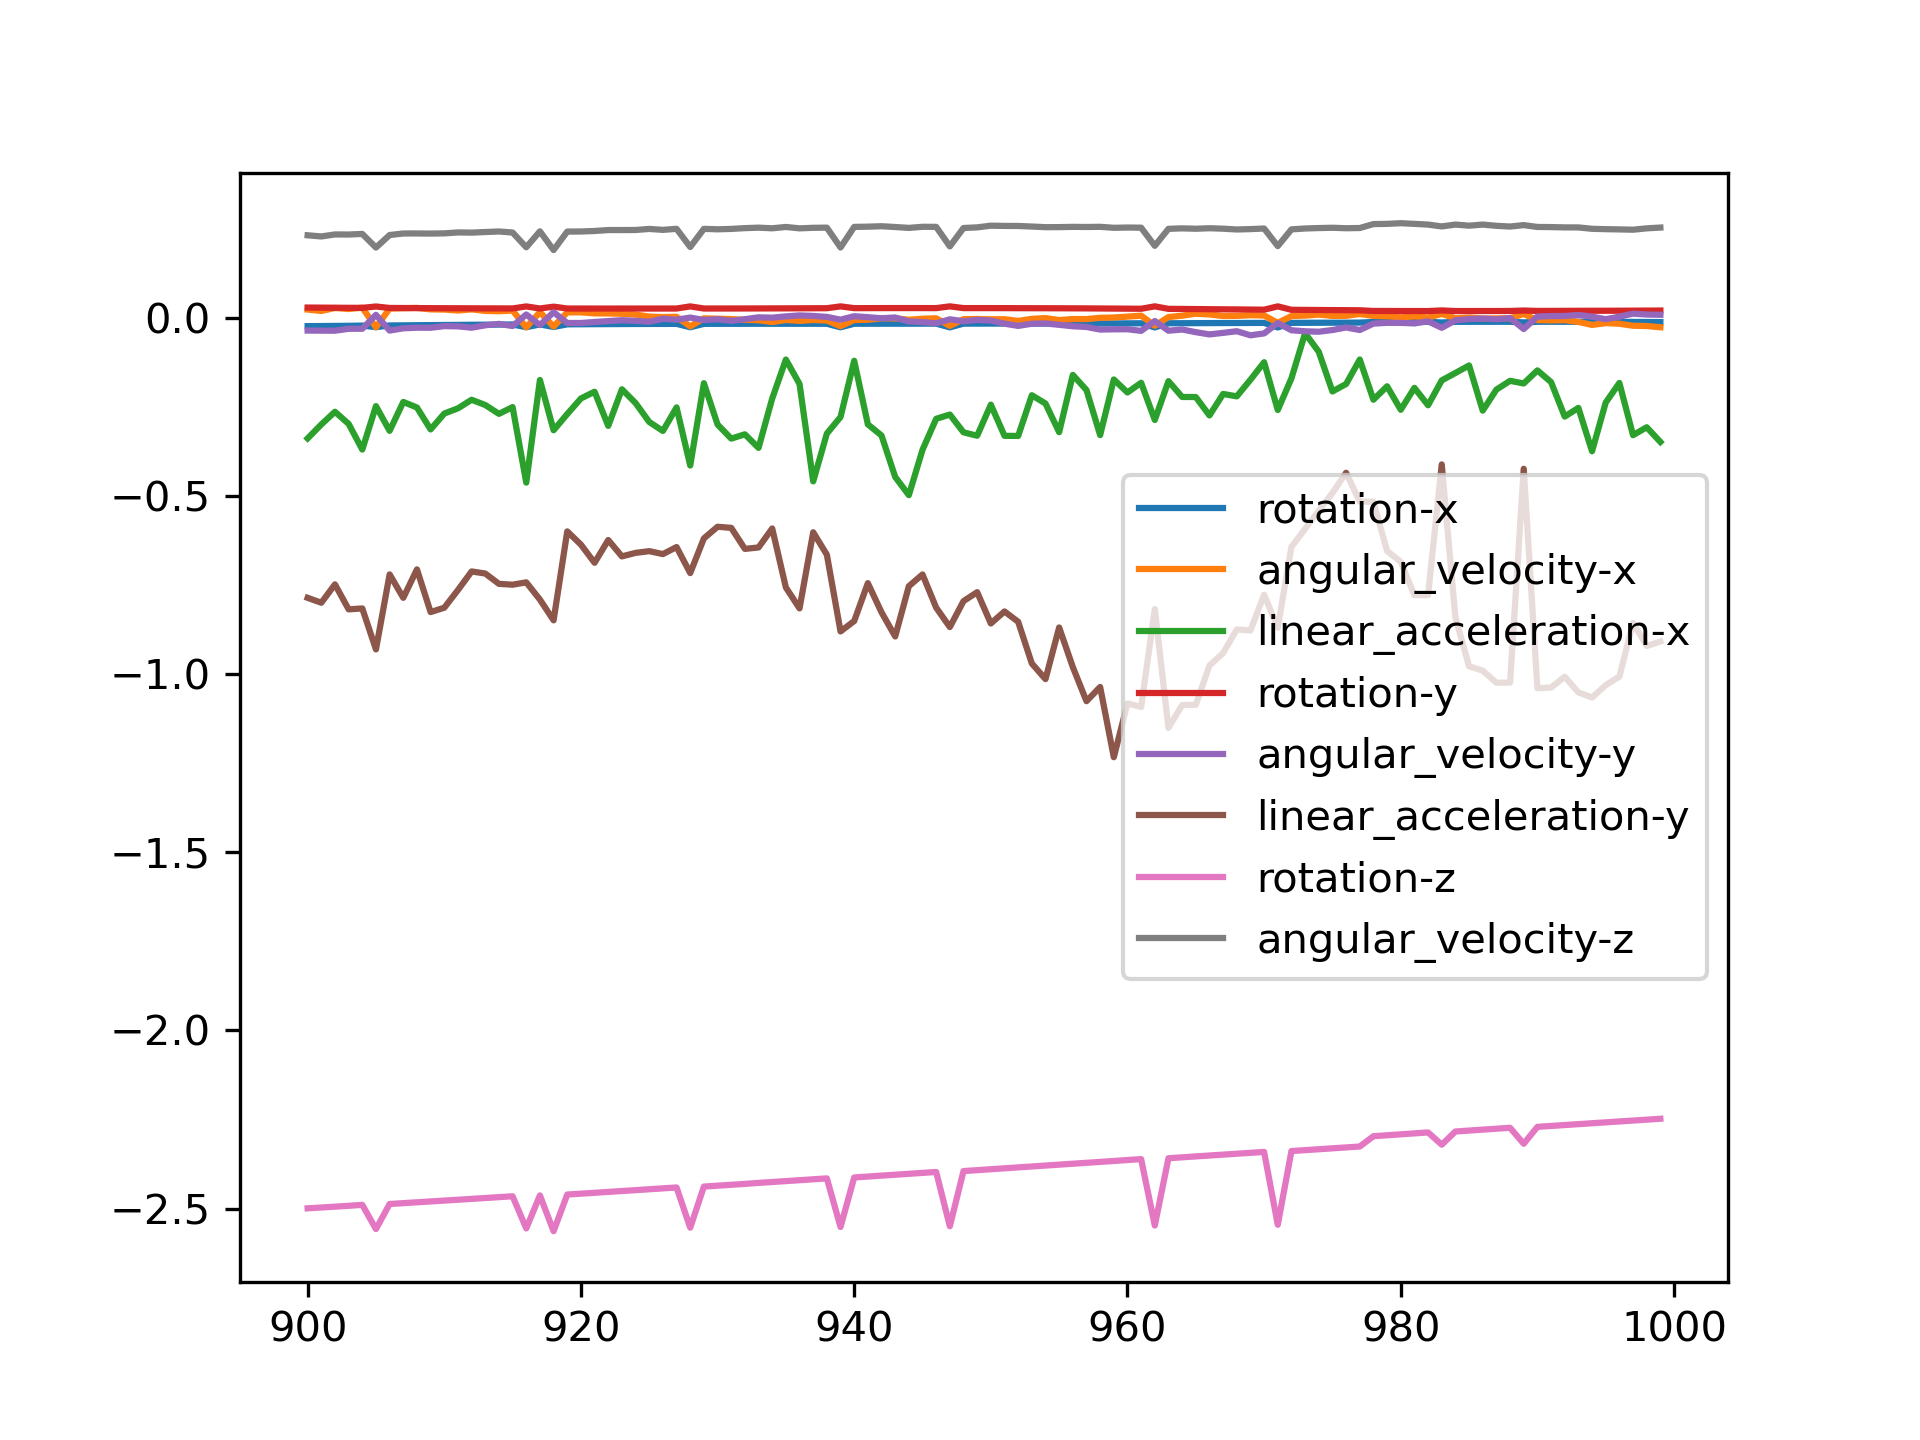 0.0
−0.5
−1.0
−1.5
−2.0
−2.5
900 920 940 960 980 1000
rotation-x
angular_velocity-x
linear_acceleration-x
rotation-y
angular_velocity-y
linear_acceleration-y
rotation-z
angular_velocity-z